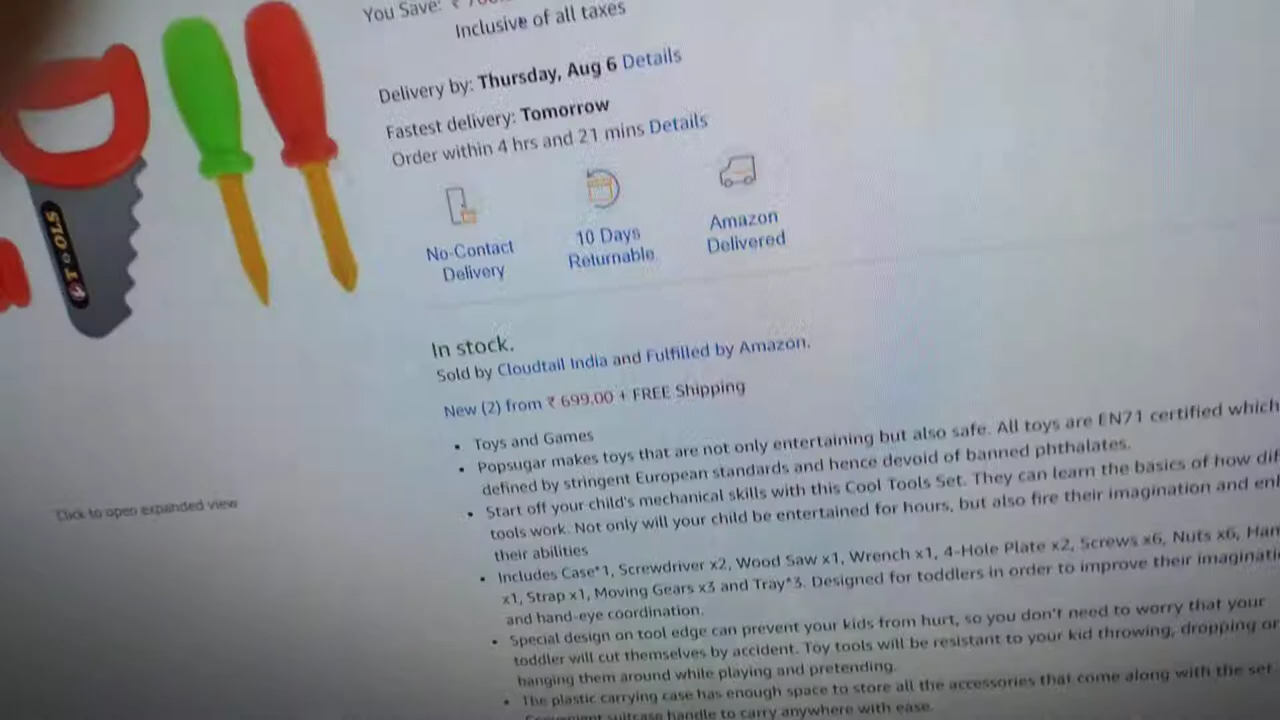 You Save: ₹
Inclusive of all taxes
Delivery by: Thursday, Aug 6 Details
Fastest delivery: Tomorrow
Order within 4 hrs and 21 mins Details
No-Contact
Delivery
10 Days
Returnable
Amazon
Delivered
TOOLS
In stock.
Sold by Cloudtail India and Fulfilled by Amazon.
New (2) from ₹ 699.00 + FREE Shipping
Click to open expanded view
• Toys and Games
• Popsugar makes toys that are not only entertaining but also safe. All toys are EN71 certified which
defined by stringent European standards and hence devoid of banned phthalates.
• Start off your child's mechanical skills with this Cool Tools Set. They can learn the basics of how
tools work. Not only will your child be entertained for hours, but also fire their imagination and
their abilities
• Includes Case*1, Screwdriver x2, Wood Saw x1, Wrench x1, 4-Hole Plate x2, Screws x6, Nuts x6,
x1, Strap x1, Moving Gears x3 and Tray*3. Designed for toddlers in order to improve their
and hand-eye coordination.
• Special design on tool edge can prevent your kids from hurt, so you don't need to worry that your
toddler will cut themselves by accident. Toy tools will be resistant to your kid throwing, dropping or
banging them around while playing and pretending.
• The plastic carrying case has enough space to store all the accessories that come along with the set.
Convenient suitcase handle to carry anywhere with ease.